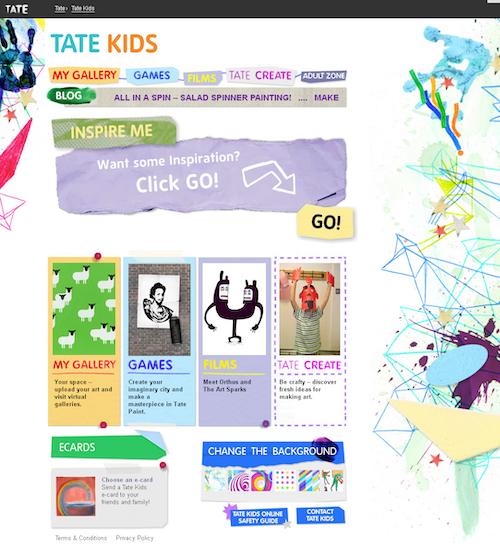 TATE
Tate › Tate Kids
TATE KIDS
MY GALLERY GAMES FILMS TATE CREATE ADULT ZONE
BLOG ALL IN A SPIN – SALAD SPINNER PAINTING! .... MAKE
INSPIRE ME
Want some Inspiration?
Click GO!
GO!
MY GALLERY
Your space –
upload your art and
visit virtual
galleries.
GAMES
Create your
imaginary city and
make a
masterpiece in Tate
Paint.
FILMS
Meet Orthus and
The Art Sparks
TATE CREATE
Be crafty – discover
fresh ideas for
making art.
ECARDS
Choose an e-card
Send a Tate Kids
e-card to your
friends and family!
CHANGE THE BACKGROUND
TATE KIDS ONLINE
SAFETY GUIDE
CONTACT
TATE KIDS
Terms & Conditions Privacy Policy